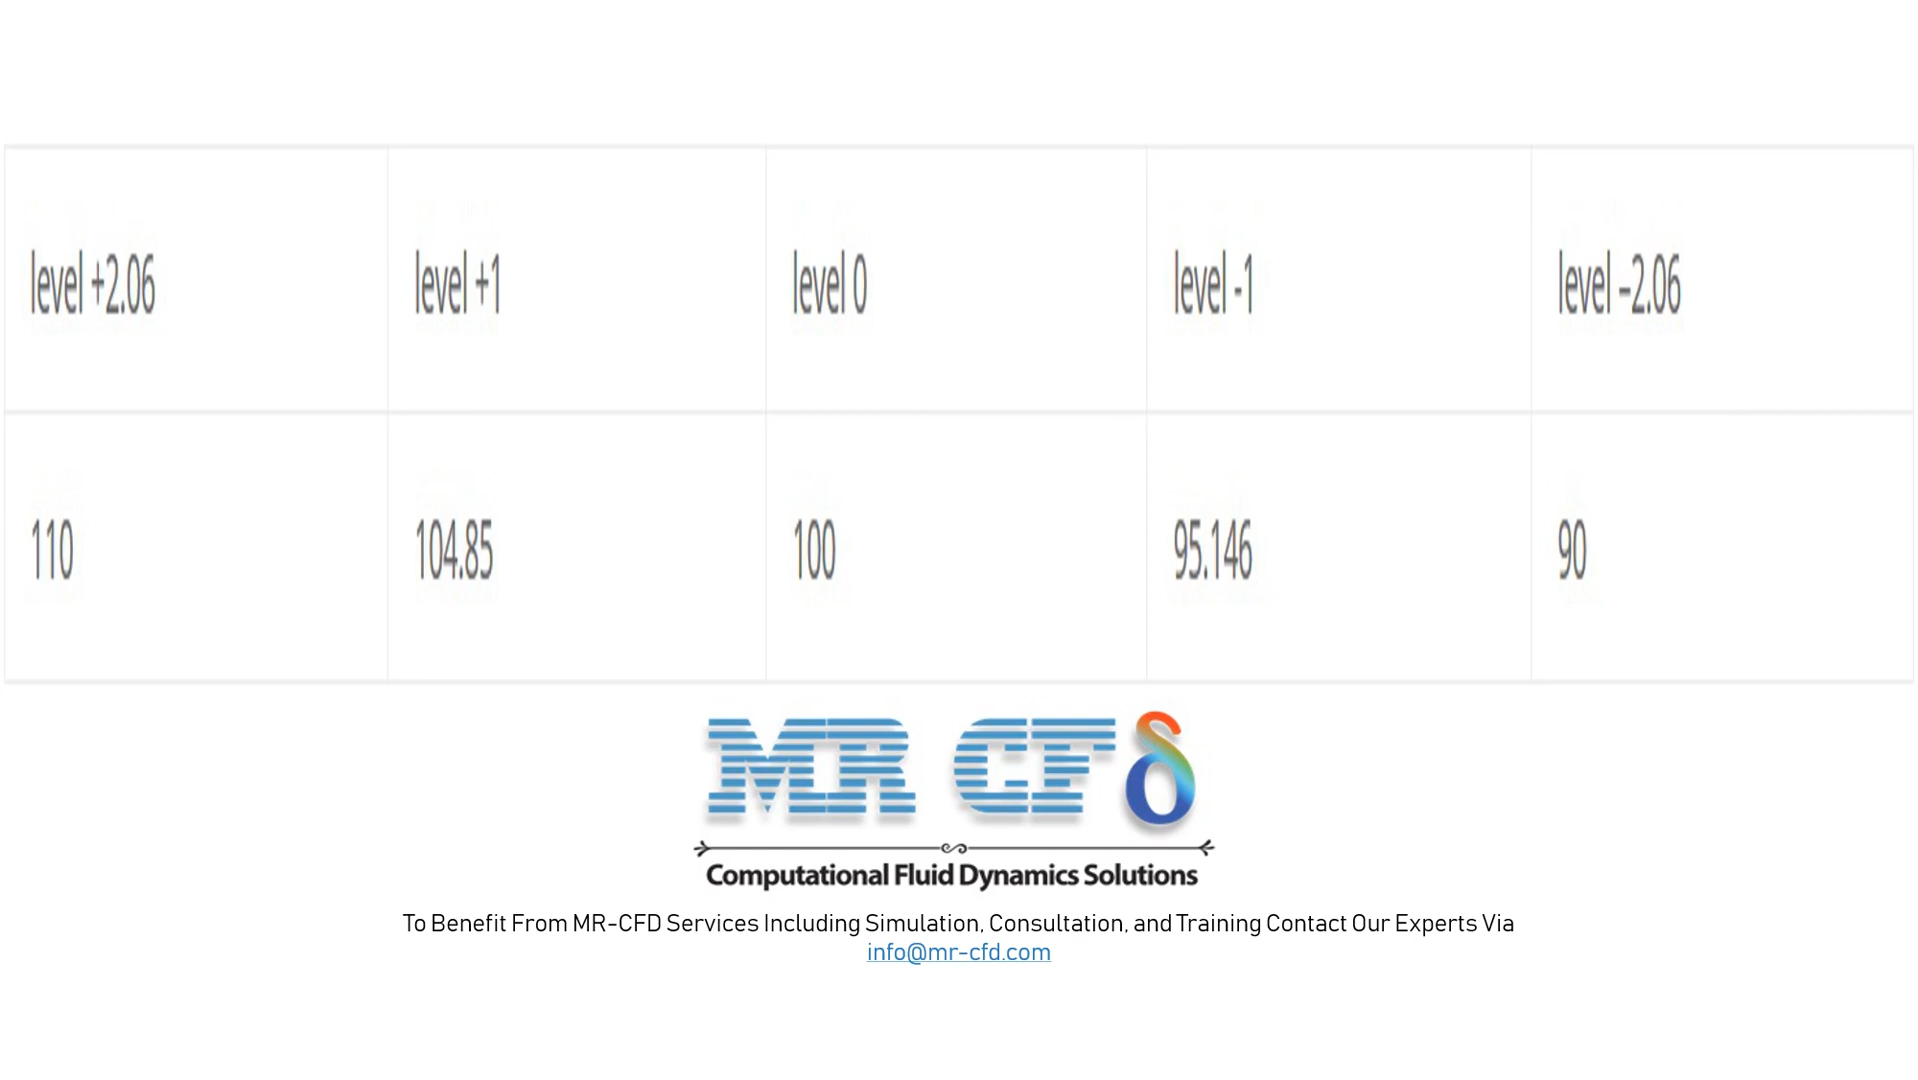 level +2.06 level +1 level 0 level -1 level –2.06
110 104.85 100 95.146 90
MR CFδ
Computational Fluid Dynamics Solutions
To Benefit From MR-CFD Services Including Simulation, Consultation, and Training Contact Our Experts Via
info@mr-cfd.com